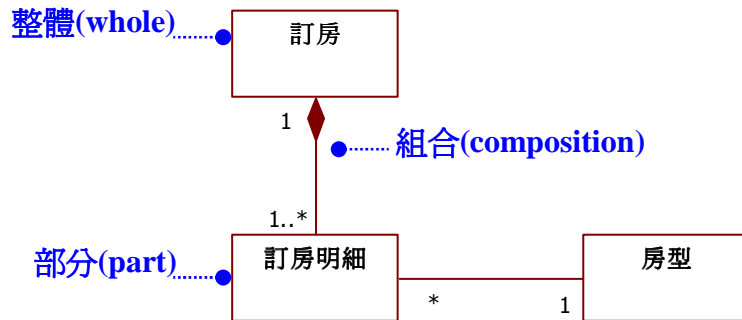 整體(whole)
訂房
1
組合(composition)
1..*
部分(part)
訂房明細
房型
*
1